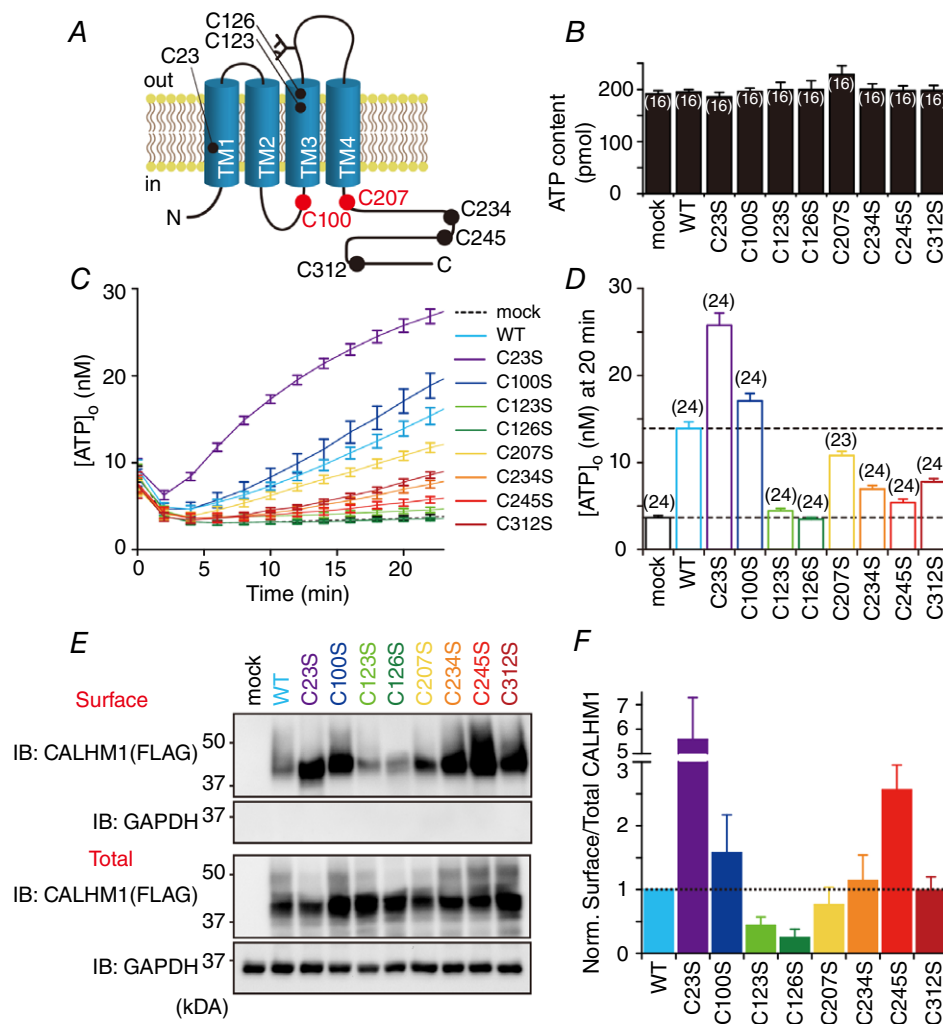 A
C126
C123
C23
out
in
TM1
TM2
TM3
TM4
N
C100
C207
C234
C245
C312
C
B
ATP content
(pmol)
200
100
0
(16) (16) (16) (16) (16) (16) (16) (16) (16) (16)
mock WT C23S C100S C123S C126S C207S C234S C245S C312S
C
[ATP]o (nM)
30
20
10
0
0 5 10 15 20
Time (min)
mock
WT
C23S
C100S
C123S
C126S
C207S
C234S
C245S
C312S
D
[ATP]o (nM) at 20 min
30
20
10
0
(24) (24) (24) (24) (24) (24) (23) (24) (24) (24)
mock WT C23S C100S C123S C126S C207S C234S C245S C312S
E
mock WT C23S C100S C123S C126S C207S C234S C245S C312S
Surface
IB: CALHM1(FLAG)
50
37
IB: GAPDH
37
Total
IB: CALHM1(FLAG)
50
37
IB: GAPDH
37
(kDA)
F
Norm. Surface/Total CALHM1
7
6
5
3
2
1
0
WT C23S C100S C123S C126S C207S C234S C245S C312S